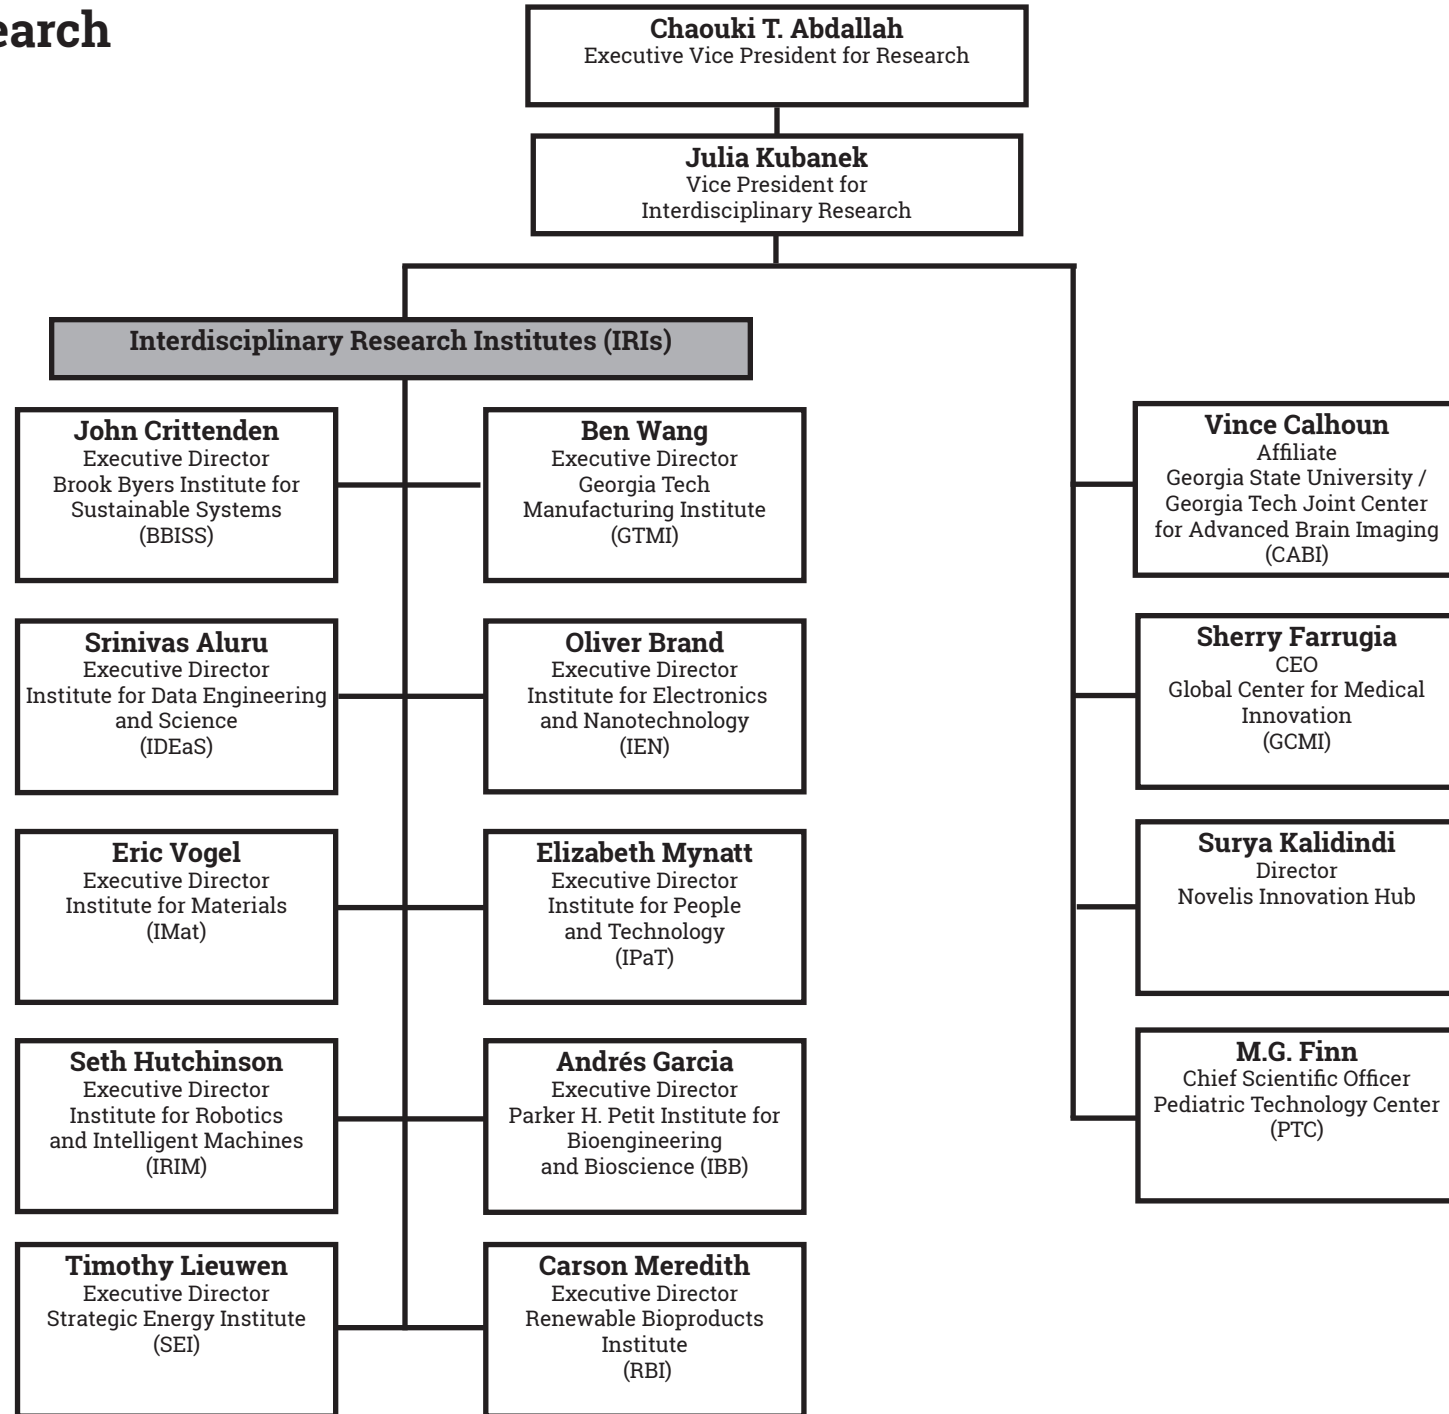 earch
Chaouki T. Abdallah
Executive Vice President for Research
Julia Kubanek
Vice President for
Interdisciplinary Research
Interdisciplinary Research Institutes (IRIs)
John Crittenden
Executive Director
Brook Byers Institute for
Sustainable Systems
(BBISS)
Ben Wang
Executive Director
Georgia Tech
Manufacturing Institute
(GTMI)
Vince Calhoun
Affiliate
Georgia State University /
Georgia Tech Joint Center
for Advanced Brain Imaging
(CABI)
Srinivas Aluru
Executive Director
Institute for Data Engineering
and Science
(IDEaS)
Oliver Brand
Executive Director
Institute for Electronics
and Nanotechnology
(IEN)
Sherry Farrugia
CEO
Global Center for Medical
Innovation
(GCMI)
Eric Vogel
Executive Director
Institute for Materials
(IMat)
Elizabeth Mynatt
Executive Director
Institute for People
and Technology
(IPaT)
Surya Kalidindi
Director
Novelis Innovation Hub
Seth Hutchinson
Executive Director
Institute for Robotics
and Intelligent Machines
(IRIM)
Andrés Garcia
Executive Director
Parker H. Petit Institute for
Bioengineering
and Bioscience (IBB)
M.G. Finn
Chief Scientific Officer
Pediatric Technology Center
(PTC)
Timothy Lieuwen
Executive Director
Strategic Energy Institute
(SEI)
Carson Meredith
Executive Director
Renewable Bioproducts
Institute
(RBI)